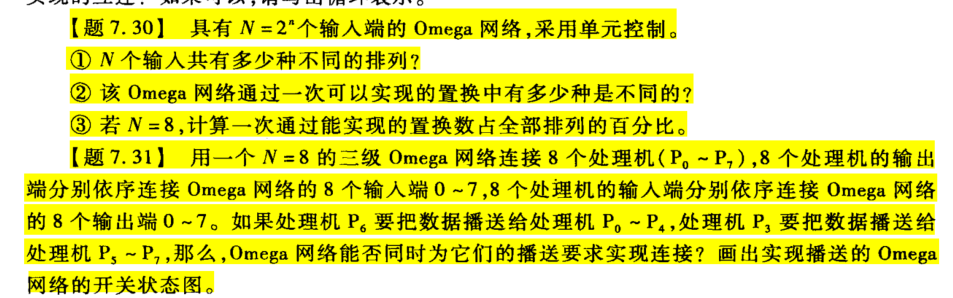 【题 7.30】 具有 N = 2ⁿ个输入端的 Omega 网络,采用单元控制。
① N 个输入共有多少种不同的排列?
② 该 Omega 网络通过一次可以实现的置换中有多少种是不同的?
③ 若 N = 8,计算一次通过能实现的置换数占全部排列的百分比。
【题 7.31】 用一个 N = 8 的三级 Omega 网络连接 8 个处理机(P₀ ~ P₇),8 个处理机的输出
端分别依序连接 Omega 网络的 8 个输入端 0 ~ 7,8 个处理机的输入端分别依序连接 Omega 网络
的 8 个输出端 0 ~ 7。如果处理机 P₆ 要把数据播送给处理机 P₀ ~ P₄,处理机 P₃ 要把数据播送给
处理机 P₅ ~ P₇,那么,Omega 网络能否同时为它们的播送要求实现连接? 画出实现播送的 Omega
网络的开关状态图。